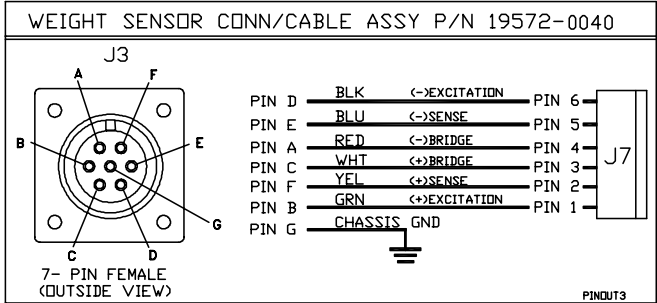 WEIGHT SENSOR CONN/CABLE ASSY P/N 19572-0040
J3
A F
B E
G
C D
7- PIN FEMALE
(OUTSIDE VIEW)
PIN D BLK (-)EXCITATION PIN 6
PIN E BLU (-)SENSE PIN 5
PIN A RED (-)BRIDGE PIN 4
PIN C WHT (+)BRIDGE PIN 3
PIN F YEL (+)SENSE PIN 2
PIN B GRN (+)EXCITATION PIN 1
PIN G CHASSIS GND
J7
PINOUT3